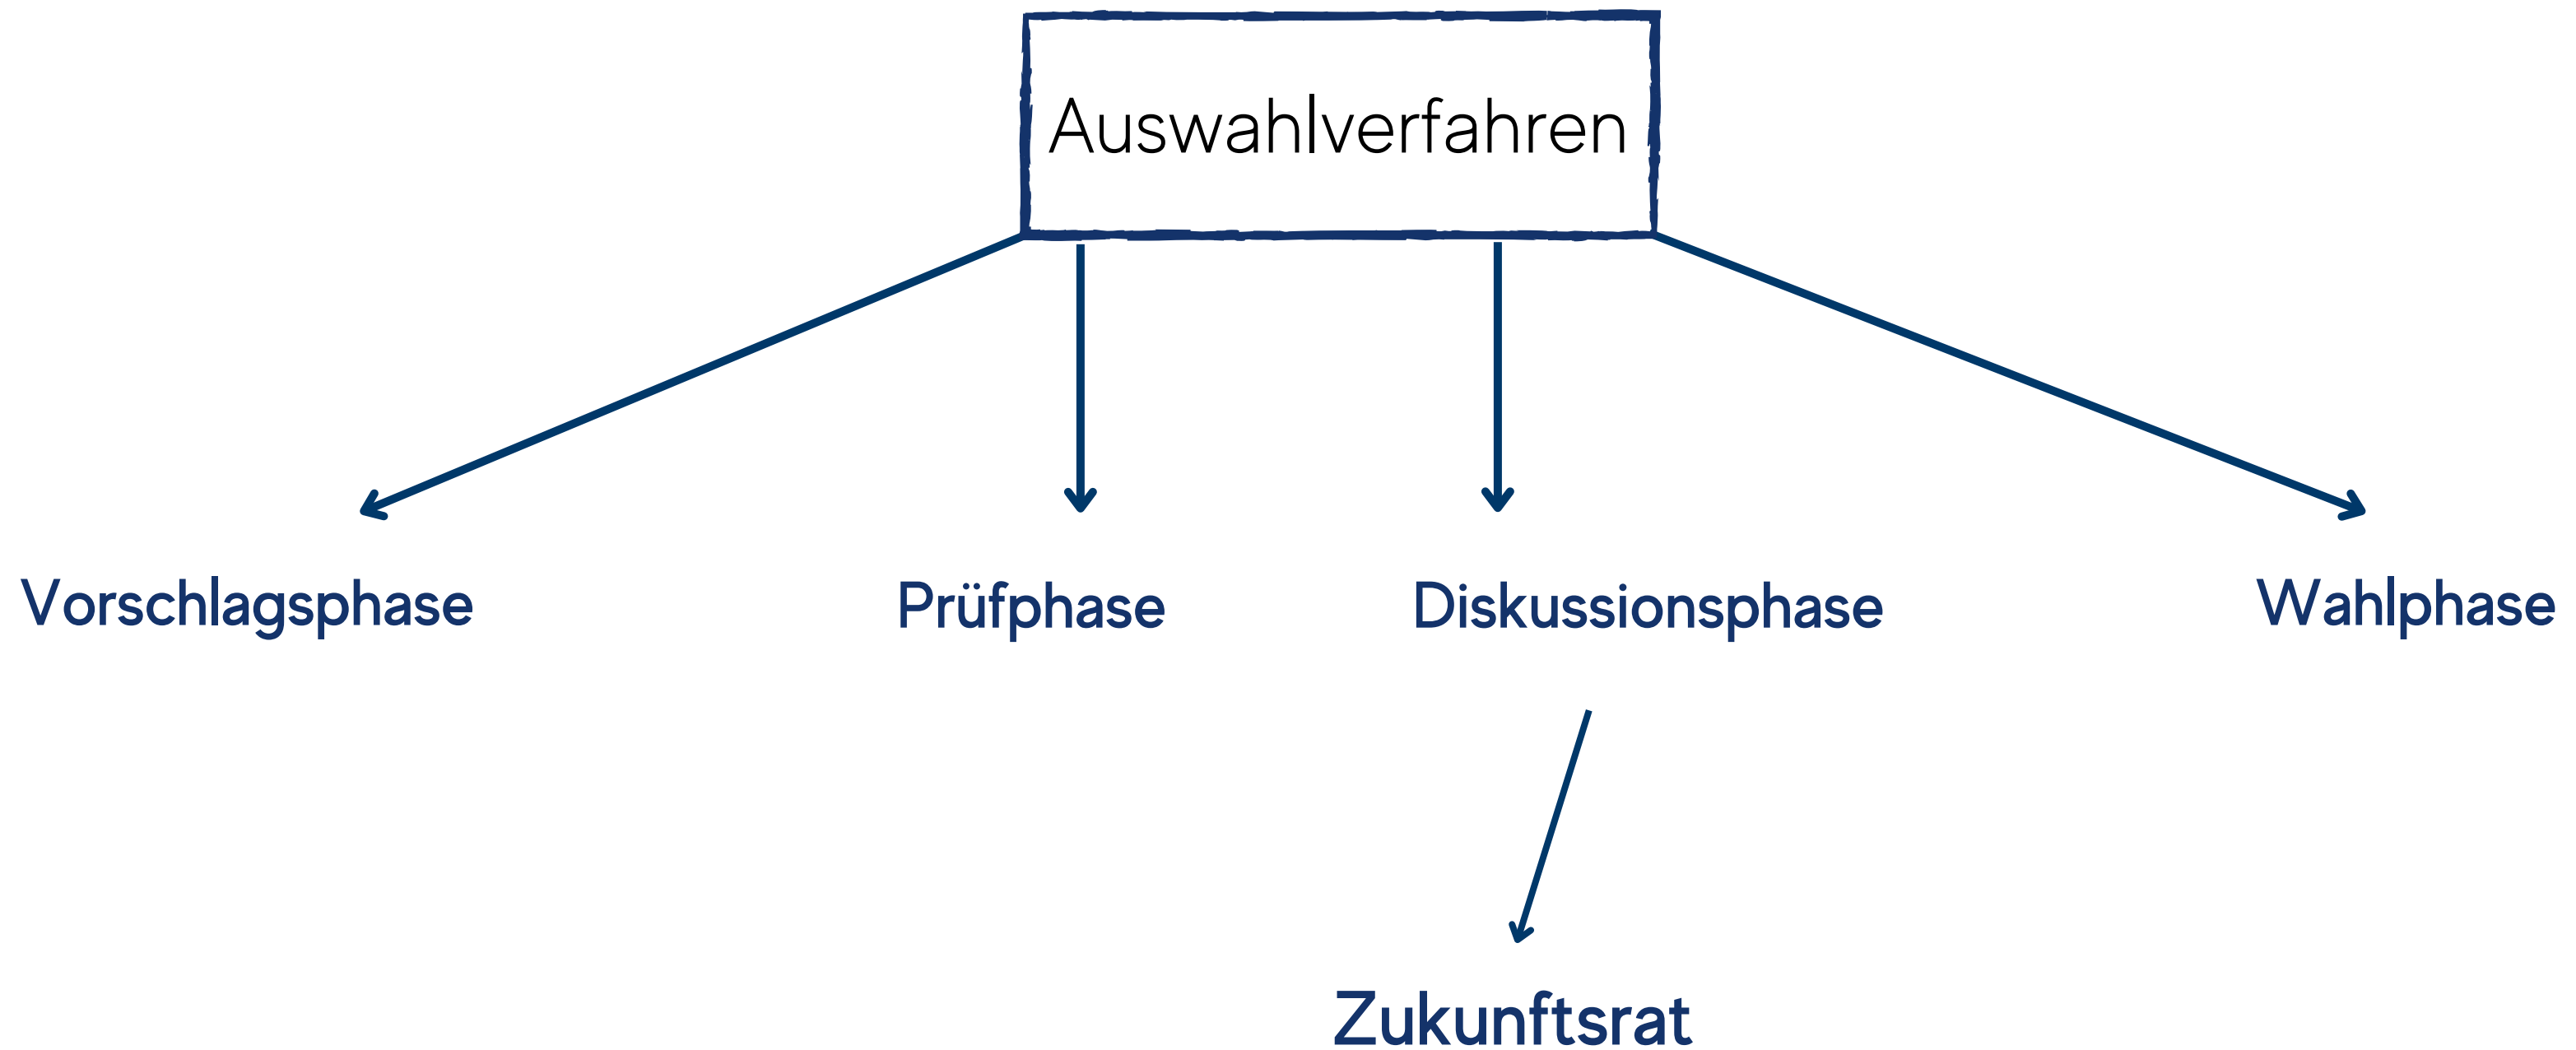 Auswahlverfahren
Vorschlagsphase
Prüfphase
Diskussionsphase
Wahlphase
Zukunftsrat